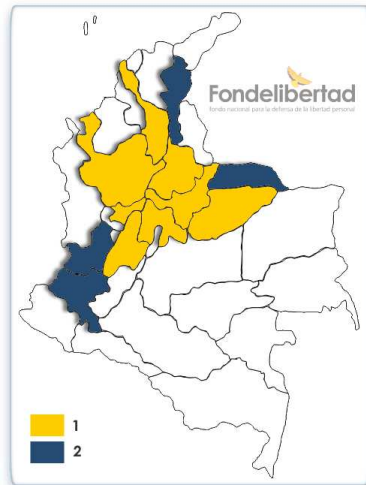 Fondelibertad
fondo nacional para la defensa de la libertad personal
1
2